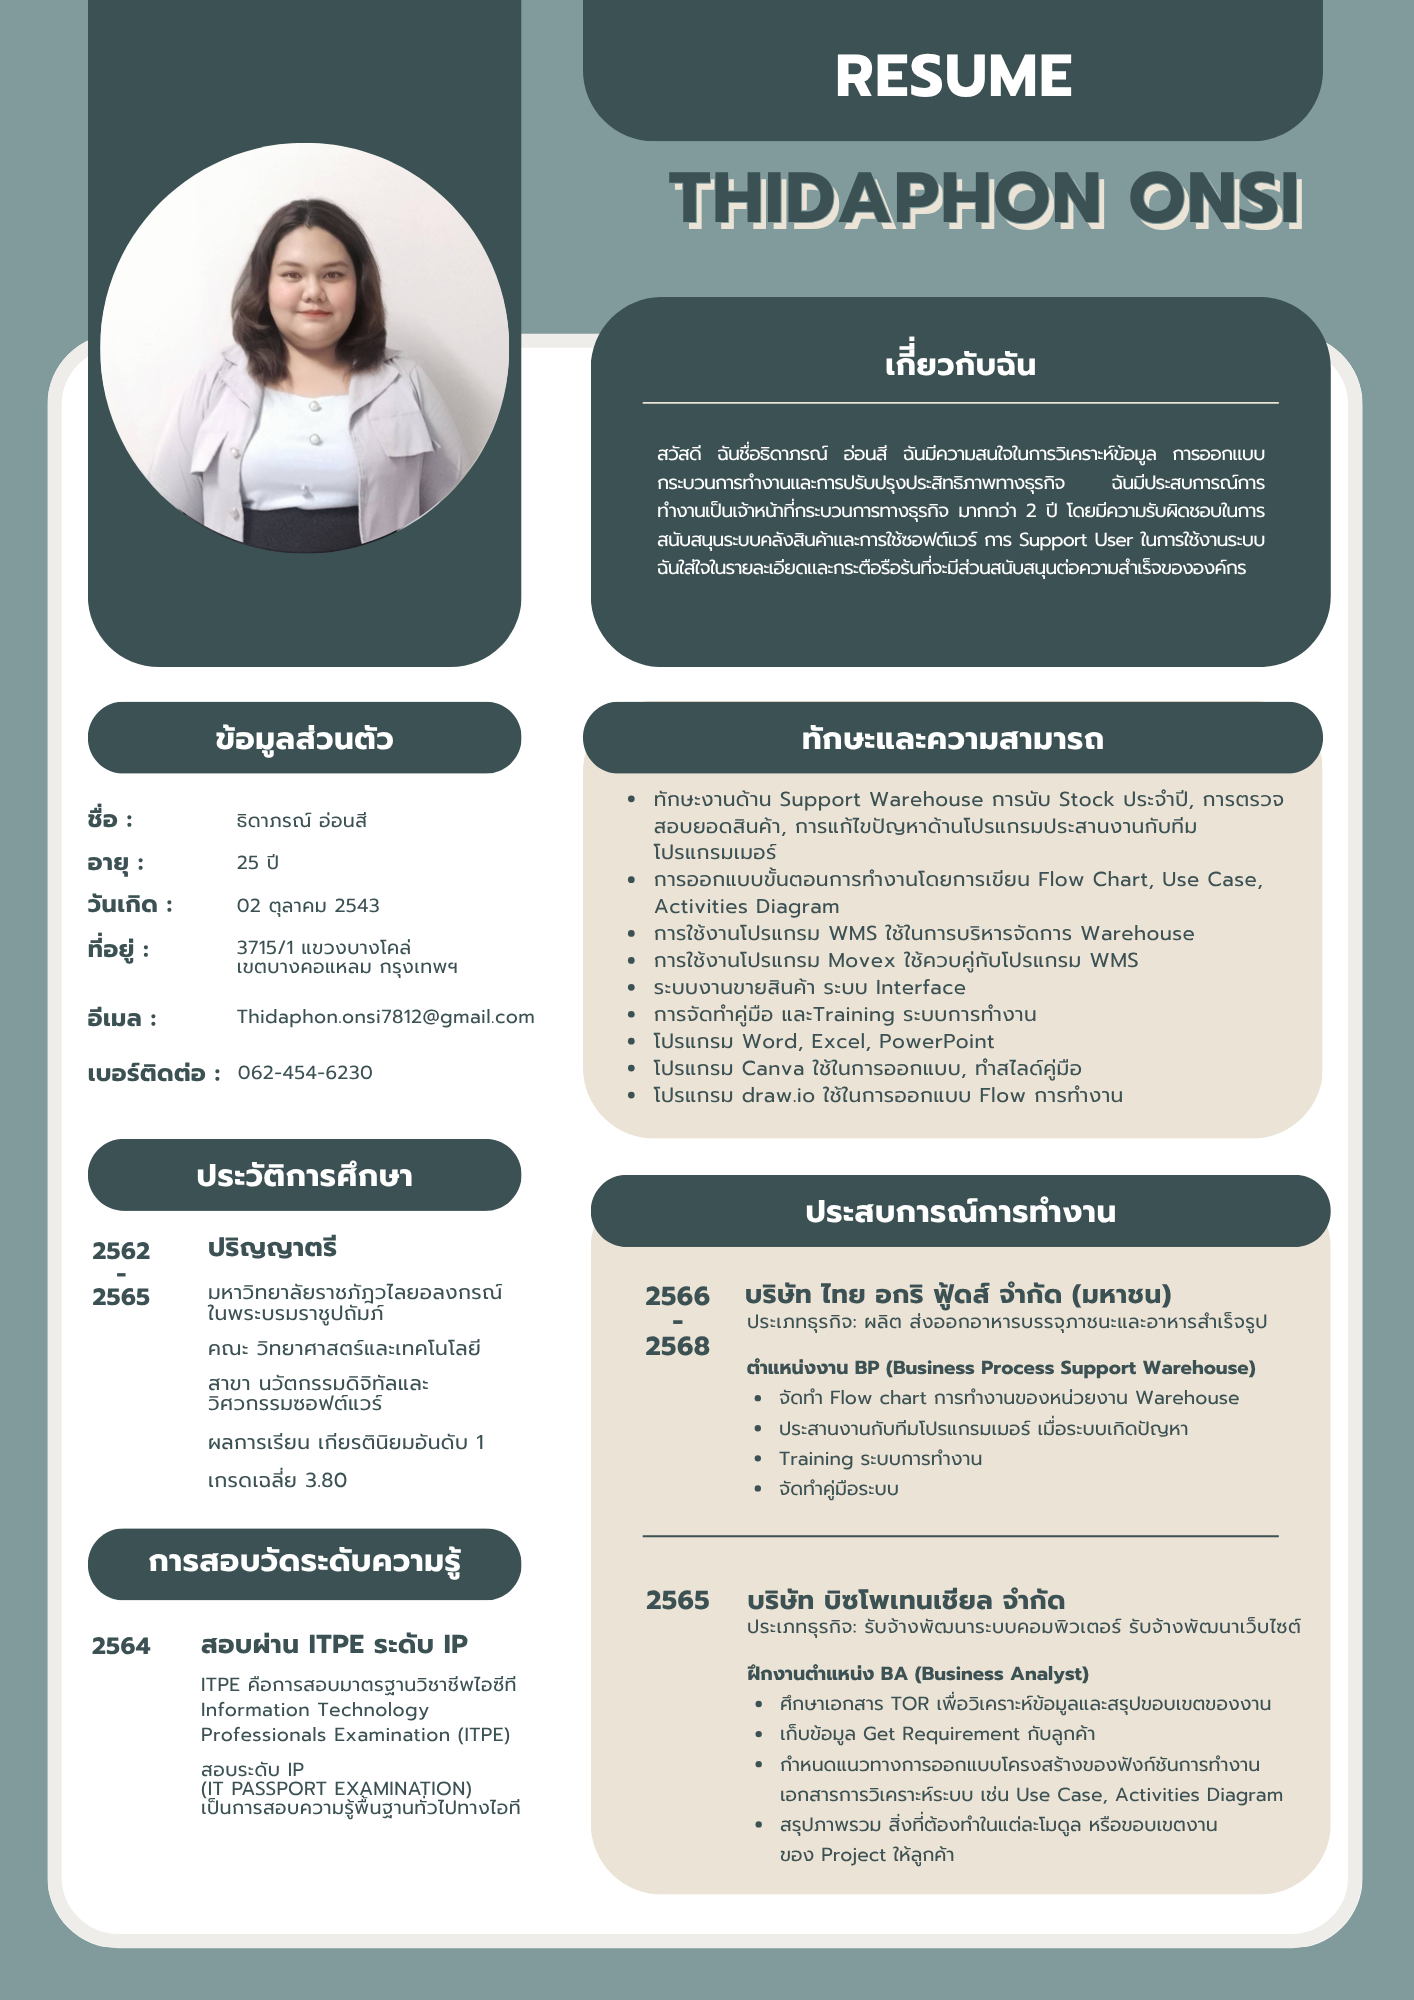 RESUME
THIDAPHON ONSI
เกี่ยวกับฉัน
สวัสดี ฉันชื่อธิดาภรณ์ อ่อนสี ฉันมีความสนใจในการวิเคราะห์ข้อมูล การออกแบบ
กระบวนการทำงานและการปรับปรุงประสิทธิภาพทางธุรกิจ ฉันมีประสบการณ์การ
ทำงานเป็นเจ้าหน้าที่กระบวนการทางธุรกิจ มากกว่า 2 ปี โดยมีความรับผิดชอบในการ
สนับสนุนระบบคลังสินค้าและการใช้ซอฟต์แวร์ การ Support User ในการใช้งานระบบ
ฉันใส่ใจในรายละเอียดและกระตือรือร้นที่จะมีส่วนสนับสนุนต่อความสำเร็จขององค์กร
ข้อมูลส่วนตัว
ชื่อ : ธิดาภรณ์ อ่อนสี
อายุ : 25 ปี
วันเกิด : 02 ตุลาคม 2543
ที่อยู่ : 3715/1 แขวงบางโคล่
เขตบางคอแหลม กรุงเทพฯ
อีเมล : Thidaphon.onsi7812@gmail.com
เบอร์ติดต่อ : 062-454-6230
ประวัติการศึกษา
2562
-
2565
ปริญญาตรี
มหาวิทยาลัยราชภัฎวไลยอลงกรณ์
ในพระบรมราชูปถัมภ์
คณะ วิทยาศาสตร์และเทคโนโลยี
สาขา นวัตกรรมดิจิทัลและ
วิศวกรรมซอฟต์แวร์
ผลการเรียน เกียรตินิยมอันดับ 1
เกรดเฉลี่ย 3.80
การสอบวัดระดับความรู้
2564 สอบผ่าน ITPE ระดับ IP
ITPE คือการสอบมาตรฐานวิชาชีพไอซีที
Information Technology
Professionals Examination (ITPE)
สอบระดับ IP
(IT PASSPORT EXAMINATION)
เป็นการสอบความรู้พื้นฐานทั่วไปทางไอที
ทักษะและความสามารถ
• ทักษะงานด้าน Support Warehouse การนับ Stock ประจำปี, การตรวจ
สอบยอดสินค้า, การแก้ไขปัญหาด้านโปรแกรมประสานงานกับทีม
โปรแกรมเมอร์
• การออกแบบขั้นตอนการทำงานโดยการเขียน Flow Chart, Use Case,
Activities Diagram
• การใช้งานโปรแกรม WMS ใช้ในการบริหารจัดการ Warehouse
• การใช้งานโปรแกรม Movex ใช้ควบคู่กับโปรแกรม WMS
• ระบบงานขายสินค้า ระบบ Interface
• การจัดทำคู่มือ และTraining ระบบการทำงาน
• โปรแกรม Word, Excel, PowerPoint
• โปรแกรม Canva ใช้ในการออกแบบ, ทำสไลด์คู่มือ
• โปรแกรม draw.io ใช้ในการออกแบบ Flow การทำงาน
ประสบการณ์การทำงาน
2566
-
2568
บริษัท ไทย อกริ ฟู้ดส์ จำกัด (มหาชน)
ประเภทธุรกิจ: ผลิต ส่งออกอาหารบรรจุภาชนะและอาหารสำเร็จรูป
ตำแหน่งงาน BP (Business Process Support Warehouse)
• จัดทำ Flow chart การทำงานของหน่วยงาน Warehouse
• ประสานงานกับทีมโปรแกรมเมอร์ เมื่อระบบเกิดปัญหา
• Training ระบบการทำงาน
• จัดทำคู่มือระบบ
2565 บริษัท บิซโพเทนเชียล จำกัด
ประเภทธุรกิจ: รับจ้างพัฒนาระบบคอมพิวเตอร์ รับจ้างพัฒนาเว็บไซต์
ฝึกงานตำแหน่ง BA (Business Analyst)
• ศึกษาเอกสาร TOR เพื่อวิเคราะห์ข้อมูลและสรุปขอบเขตของงาน
• เก็บข้อมูล Get Requirement กับลูกค้า
• กำหนดแนวทางการออกแบบโครงสร้างของฟังก์ชันการทำงาน
เอกสารการวิเคราะห์ระบบ เช่น Use Case, Activities Diagram
• สรุปภาพรวม สิ่งที่ต้องทำในแต่ละโมดูล หรือขอบเขตงาน
ของ Project ให้ลูกค้า